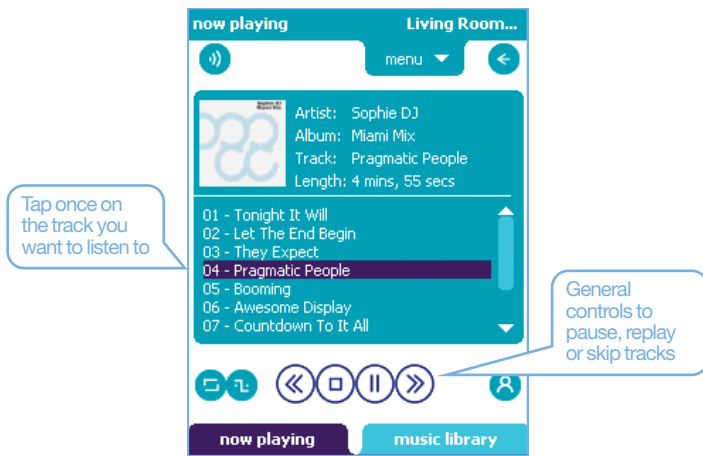 now playing Living Room...
menu
Artist: Sophie DJ
Album: Miami Mix
Track: Pragmatic People
Length: 4 mins, 55 secs
Tap once on
the track you
want to listen to
01 - Tonight It Will
02 - Let The End Begin
03 - They Expect
04 - Pragmatic People
05 - Booming
06 - Awesome Display
07 - Countdown To It All
General
controls to
pause, replay
or skip tracks
now playing music library